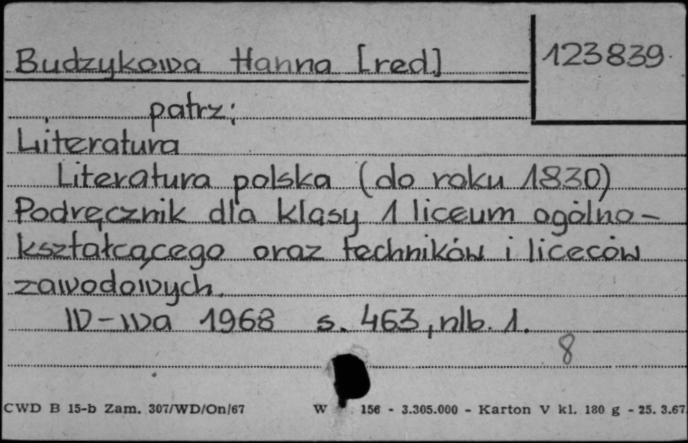 Budzykowa Hanna [red.] 123839
patrz:
Literatura
Literatura polska (do roku 1830)
Podręcznik dla klasy 1 liceum ogólno-
kształcącego oraz techników i liceów
zawodowych.
W-wa 1968 s. 463, nlb. 1.
8
CWD B 15-b Zam. 307/WD/On/67 W 156 - 3.305.000 - Karton V kl. 180 g - 25. 3.67